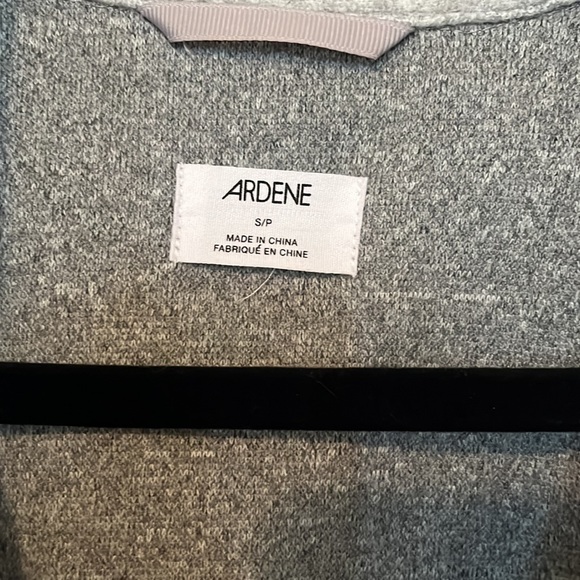 ARDENE
S/P
MADE IN CHINA
FABRIQUÉ EN CHINE